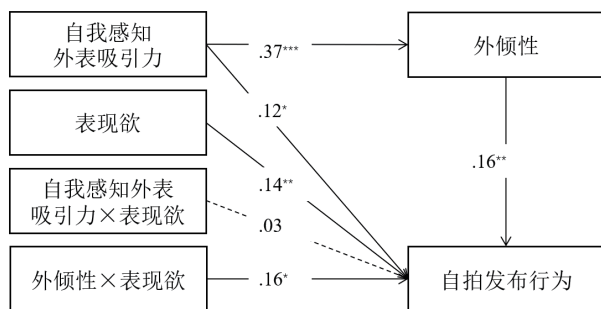 自我感知
外表吸引力
外倾性
.37***
.12*
表现欲
.14**
.16**
自我感知外表
吸引力×表现欲
.03
外倾性×表现欲
.16*
自拍发布行为